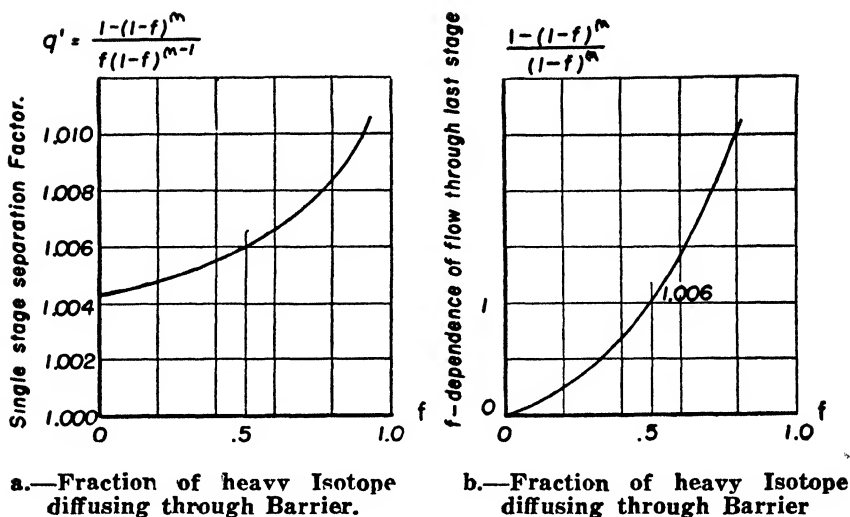 q' = 1-(1-f)^m / f(1-f)^m-1
Single stage separation Factor.
1.010
1.008
1.006
1.004
1.002
1.000
0
.5
1.0
f
a.—Fraction of heavy Isotope
diffusing through Barrier.
1-(1-f)^m / (1-f)^m
f-dependence of flow through last stage
1
0
1.006
0
.5
1.0
f
b.—Fraction of heavy Isotope
diffusing through Barrier